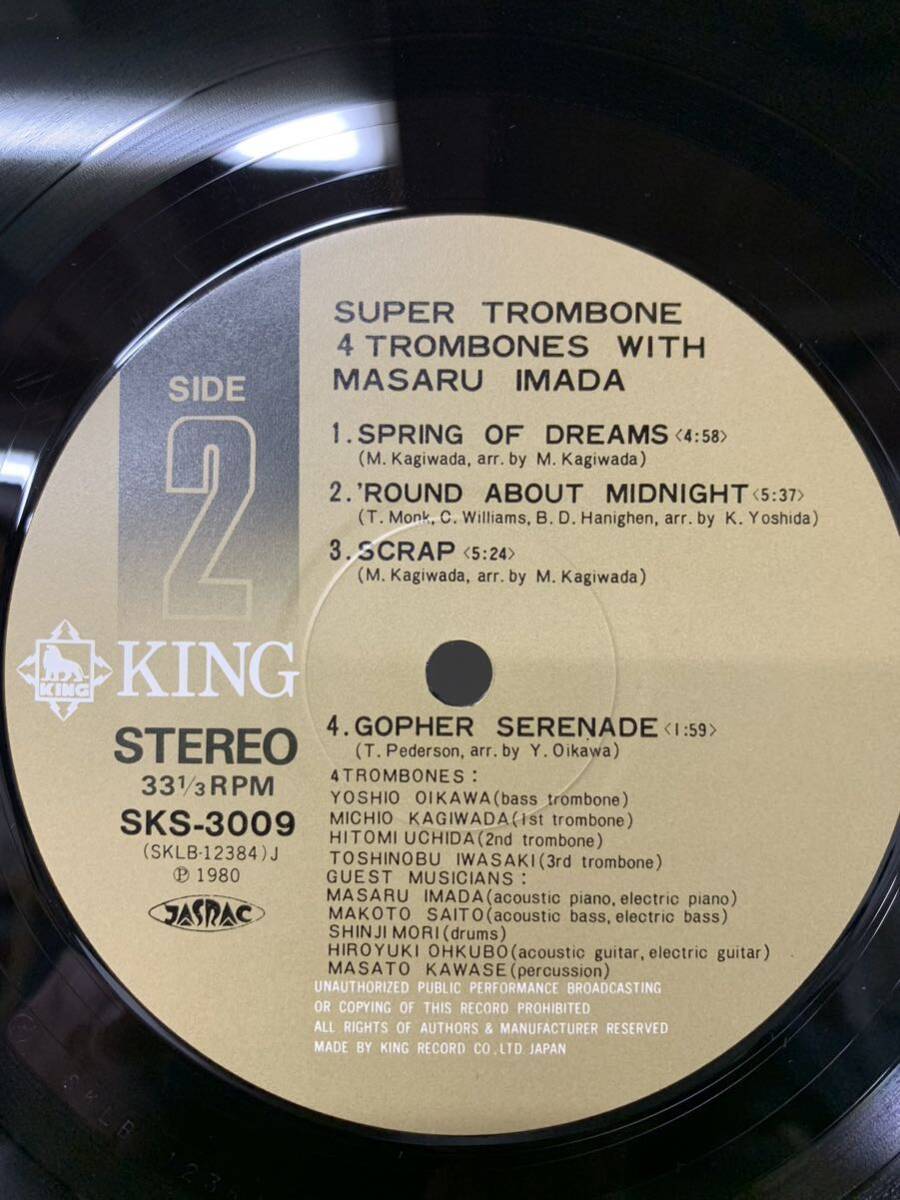 SUPER TROMBONE
4 TROMBONES WITH
MASARU IMADA
SIDE
2
1. SPRING OF DREAMS <4:58>
(M. Kagiwada, arr. by M. Kagiwada)
2. 'ROUND ABOUT MIDNIGHT <5:37>
(T. Monk, C. Williams, B. D. Hanighen, arr. by K. Yoshida)
3. SCRAP <5:24>
(M. Kagiwada, arr. by M. Kagiwada)
KING
KING
STEREO
33 1/3 RPM
SKS-3009
(SKLB-12384) J
℗ 1980
JASRAC
4. GOPHER SERENADE <1:59>
(T. Pederson, arr. by Y. Oikawa)
4 TROMBONES:
YOSHIO OIKAWA (bass trombone)
MICHIO KAGIWADA (1st trombone)
HITOMI UCHIDA (2nd trombone)
TOSHINOBU IWASAKI (3rd trombone)
GUEST MUSICIANS:
MASARU IMADA (acoustic piano, electric piano)
MAKOTO SAITO (acoustic bass, electric bass)
SHINJI MORI (drums)
HIROYUKI OHKUBO (acoustic guitar, electric guitar)
MASATO KAWASE (percussion)
UNAUTHORIZED PUBLIC PERFORMANCE BROADCASTING
OR COPYING OF THIS RECORD PROHIBITED
ALL RIGHTS OF AUTHORS & MANUFACTURER RESERVED
MADE BY KING RECORD CO., LTD. JAPAN